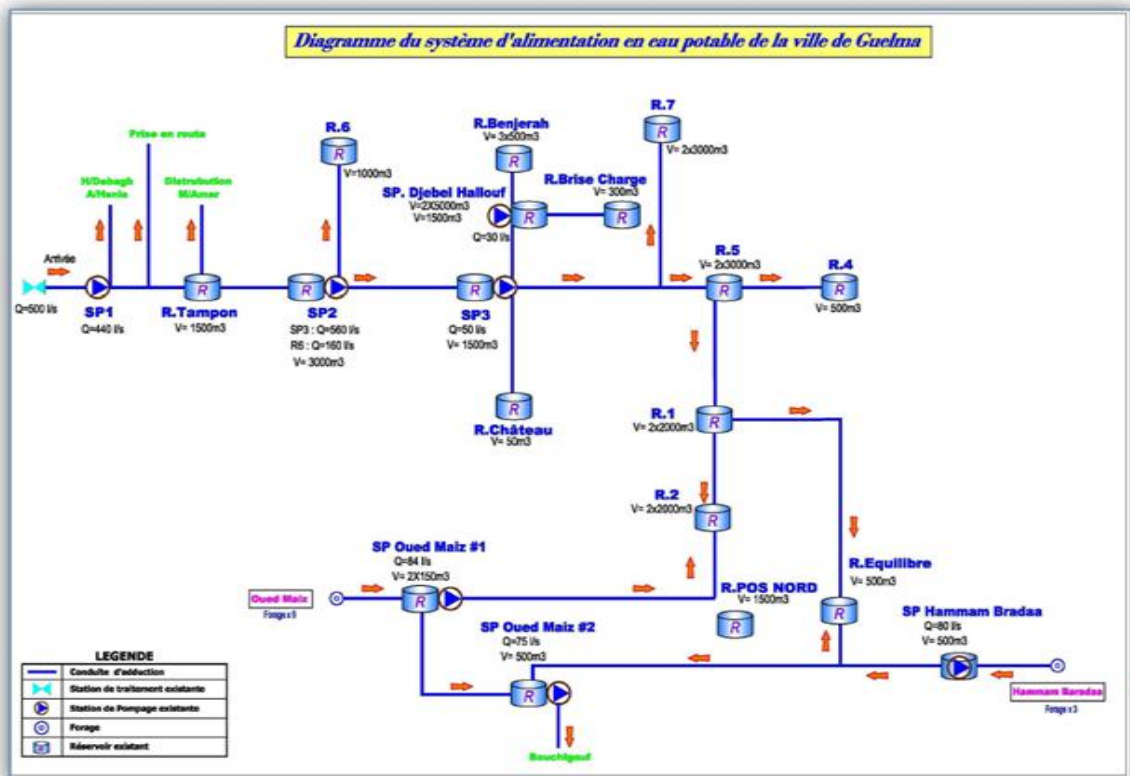 Diagramme du système d'alimentation en eau potable de la ville de Guelma
R.7
V= 2x3000m3
R
R.Benjerah
V= 3x500m3
R
R.6
R
V=1000m3
Prise en route
H/Debagh
A/Hania
Distrubution
M/Amar
SP. Djebel Hallouf
V=2X5000m3
V=1500m3
R
Q=30 l/s
R.Brise Charge
V= 300m3
R
Arrivée
Q=500 l/s
SP1
Q=440 l/s
R
R.Tampon
V= 1500m3
R
SP2
SP3 : Q=560 l/s
R6 : Q=160 l/s
V= 3000m3
R
SP3
Q=50 l/s
V= 1500m3
R.5
V= 2x3000m3
R
R.4
R
V= 500m3
R
R.Château
V= 50m3
R.1
V= 2x2000m3
R
R.2
V= 2x2000m3
R
SP Oued Maiz #1
Q=84 l/s
V= 2X150m3
R
Oued Maiz
R.Equilibre
V= 500m3
R
R.POS NORD
V= 1500m3
R
SP Hammam Bradaa
Q=80 l/s
V= 500m3
SP Oued Maiz #2
Q=75 l/s
V= 500m3
R
Hammam Baradaa
Forage x 3
Bouchlgouf
LEGENDE
Conduite d'adduction
Station de traitement existante
Station de Pompage existante
Forage
Réservoir existant